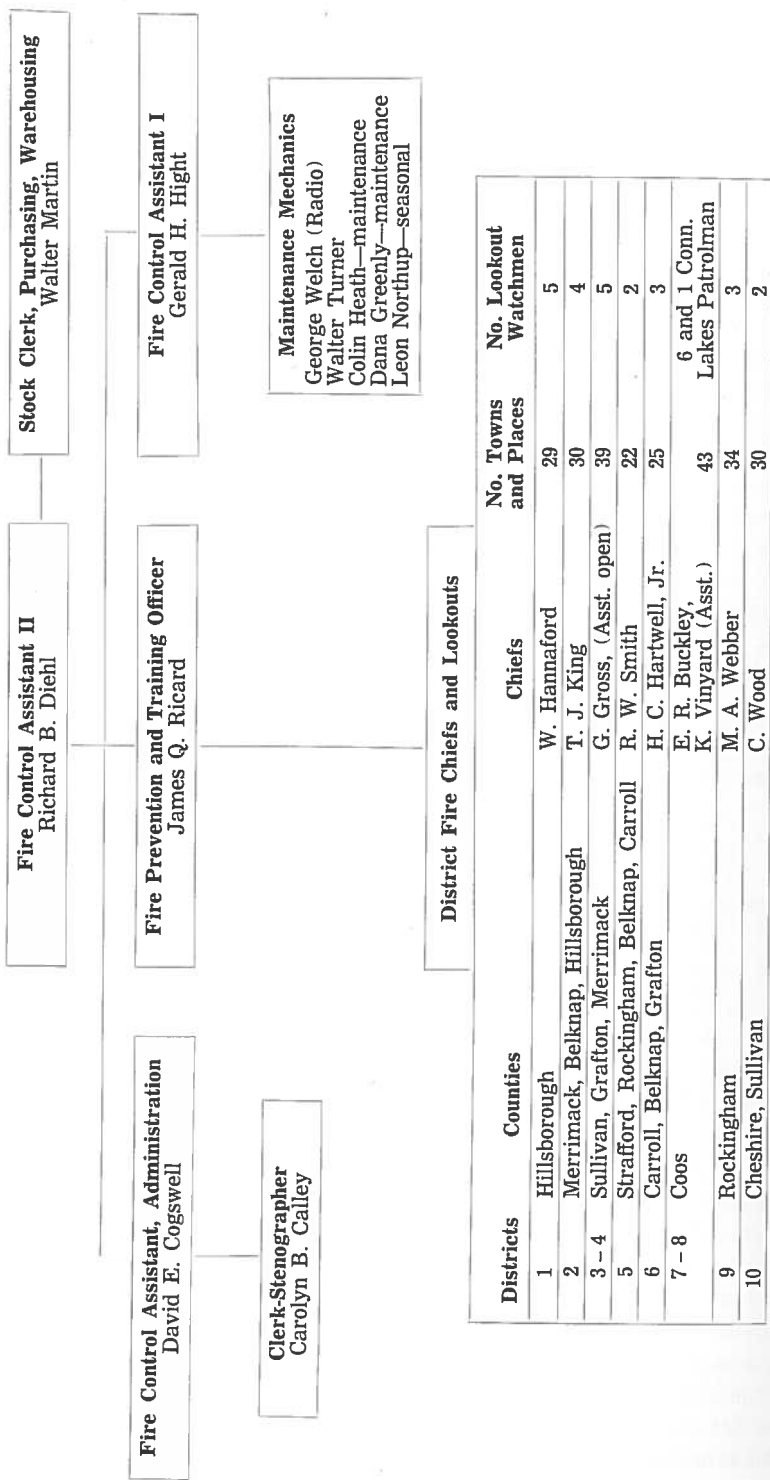 Fire Control Assistant II
Richard B. Diehl
Stock Clerk, Purchasing, Warehousing
Walter Martin
Fire Control Assistant, Administration
David E. Cogswell
Fire Prevention and Training Officer
James Q. Ricard
Fire Control Assistant I
Gerald H. Hight
Clerk-Stenographer
Carolyn B. Calley
Maintenance Mechanics
George Welch (Radio)
Walter Turner
Colin Heath—maintenance
Dana Greenly—maintenance
Leon Northup—seasonal
District Fire Chiefs and Lookouts
Districts Counties Chiefs No. Towns and Places No. Lookout Watchmen
1 Hillsborough W. Hannaford 29 5
2 Merrimack, Belknap, Hillsborough T. J. King 30 4
3 – 4 Sullivan, Grafton, Merrimack G. Gross, (Asst. open) 39 5
5 Strafford, Rockingham, Belknap, Carroll R. W. Smith 22 2
6 Carroll, Belknap, Grafton H. C. Hartwell, Jr. 25 3
7 – 8 Coos E. R. Buckley, 6 and 1 Conn.
K. Vinyard (Asst.) 43 Lakes Patrolman
9 Rockingham M. A. Webber 34 3
10 Cheshire, Sullivan C. Wood 30 2